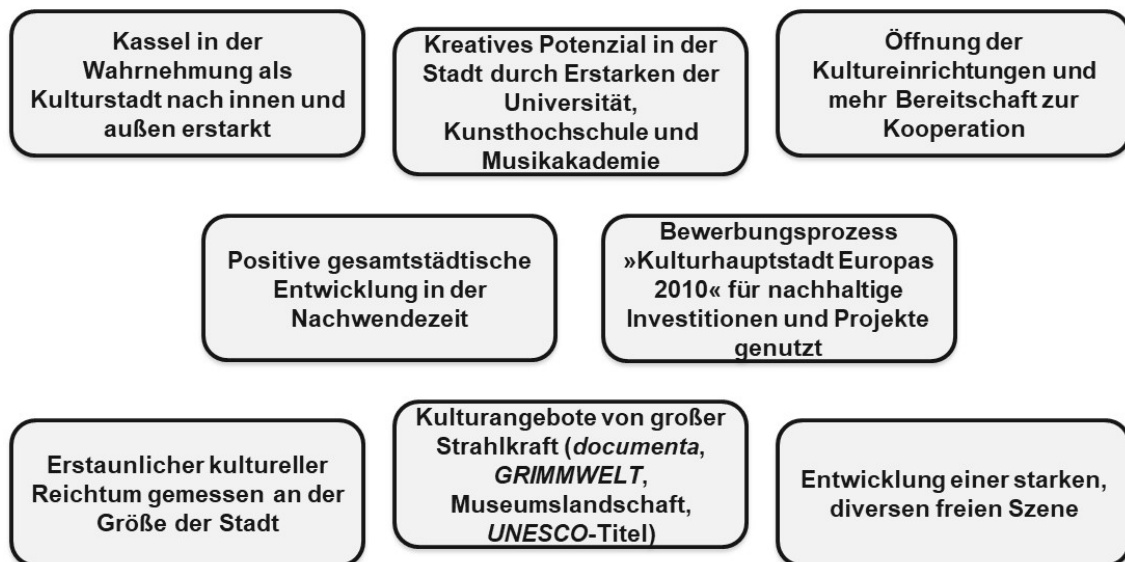 Kassel in der
Wahrnehmung als
Kulturstadt nach innen und
außen erstarkt
Kreatives Potenzial in der
Stadt durch Erstarken der
Universität,
Kunsthochschule und
Musikakademie
Öffnung der
Kultureinrichtungen und
mehr Bereitschaft zur
Kooperation
Positive gesamtstädtische
Entwicklung in der
Nachwendezeit
Bewerbungsprozess
»Kulturhauptstadt Europas
2010« für nachhaltige
Investitionen und Projekte
genutzt
Erstaunlicher kultureller
Reichtum gemessen an der
Größe der Stadt
Kulturangebote von großer
Strahlkraft (documenta,
GRIMMWELT,
Museumslandschaft,
UNESCO-Titel)
Entwicklung einer starken,
diversen freien Szene